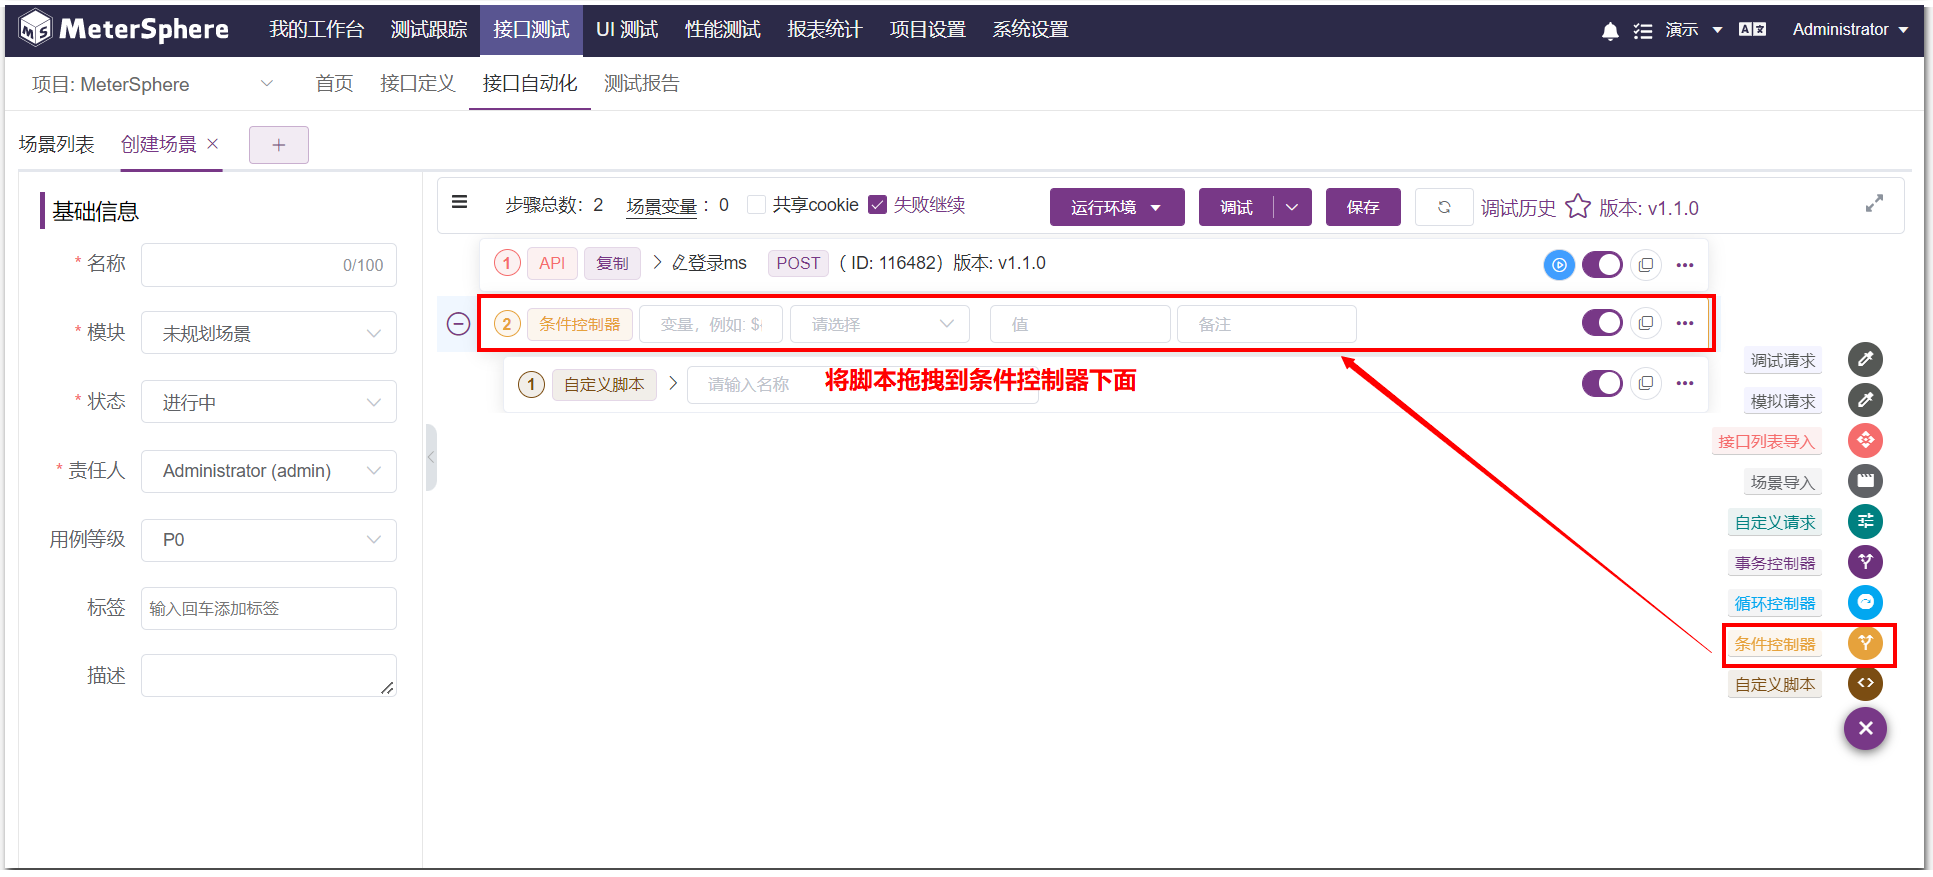 MeterSphere 我的工作台 测试跟踪 接口测试 UI 测试 性能测试 报表统计 项目设置 系统设置 演示 Administrator
项目: MeterSphere 首页 接口定义 接口自动化 测试报告
场景列表 创建场景 × +
基础信息
* 名称 0/100
* 模块 未规划场景
* 状态 进行中
* 责任人 Administrator (admin)
用例等级 P0
标签 输入回车添加标签
描述
步骤总数: 2 场景变量 : 0 共享cookie 失败继续 运行环境 调试 保存 调试历史 版本: v1.1.0
1 API 复制 登录ms POST ( ID: 116482) 版本: v1.1.0
2 条件控制器 变量，例如: 请选择 值 备注
1 自定义脚本 请输入名称 将脚本拖拽到条件控制器下面
调试请求
模拟请求
接口列表导入
场景导入
自定义请求
事务控制器
循环控制器
条件控制器
自定义脚本